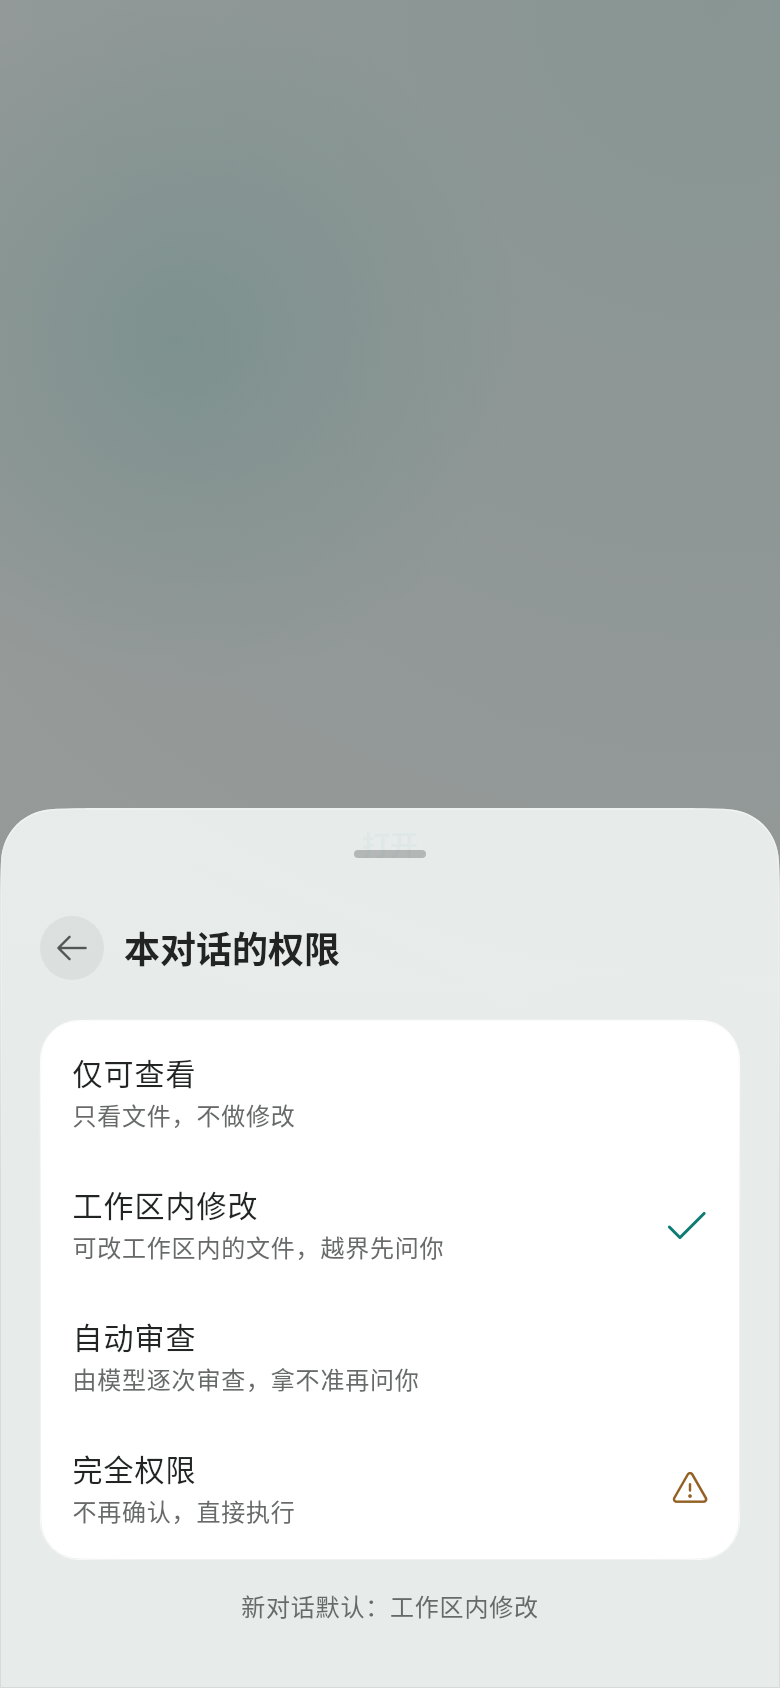 打开
本对话的权限
仅可查看
只看文件，不做修改
工作区内修改
可改工作区内的文件，越界先问你
自动审查
由模型逐次审查，拿不准再问你
完全权限
不再确认，直接执行
新对话默认：工作区内修改